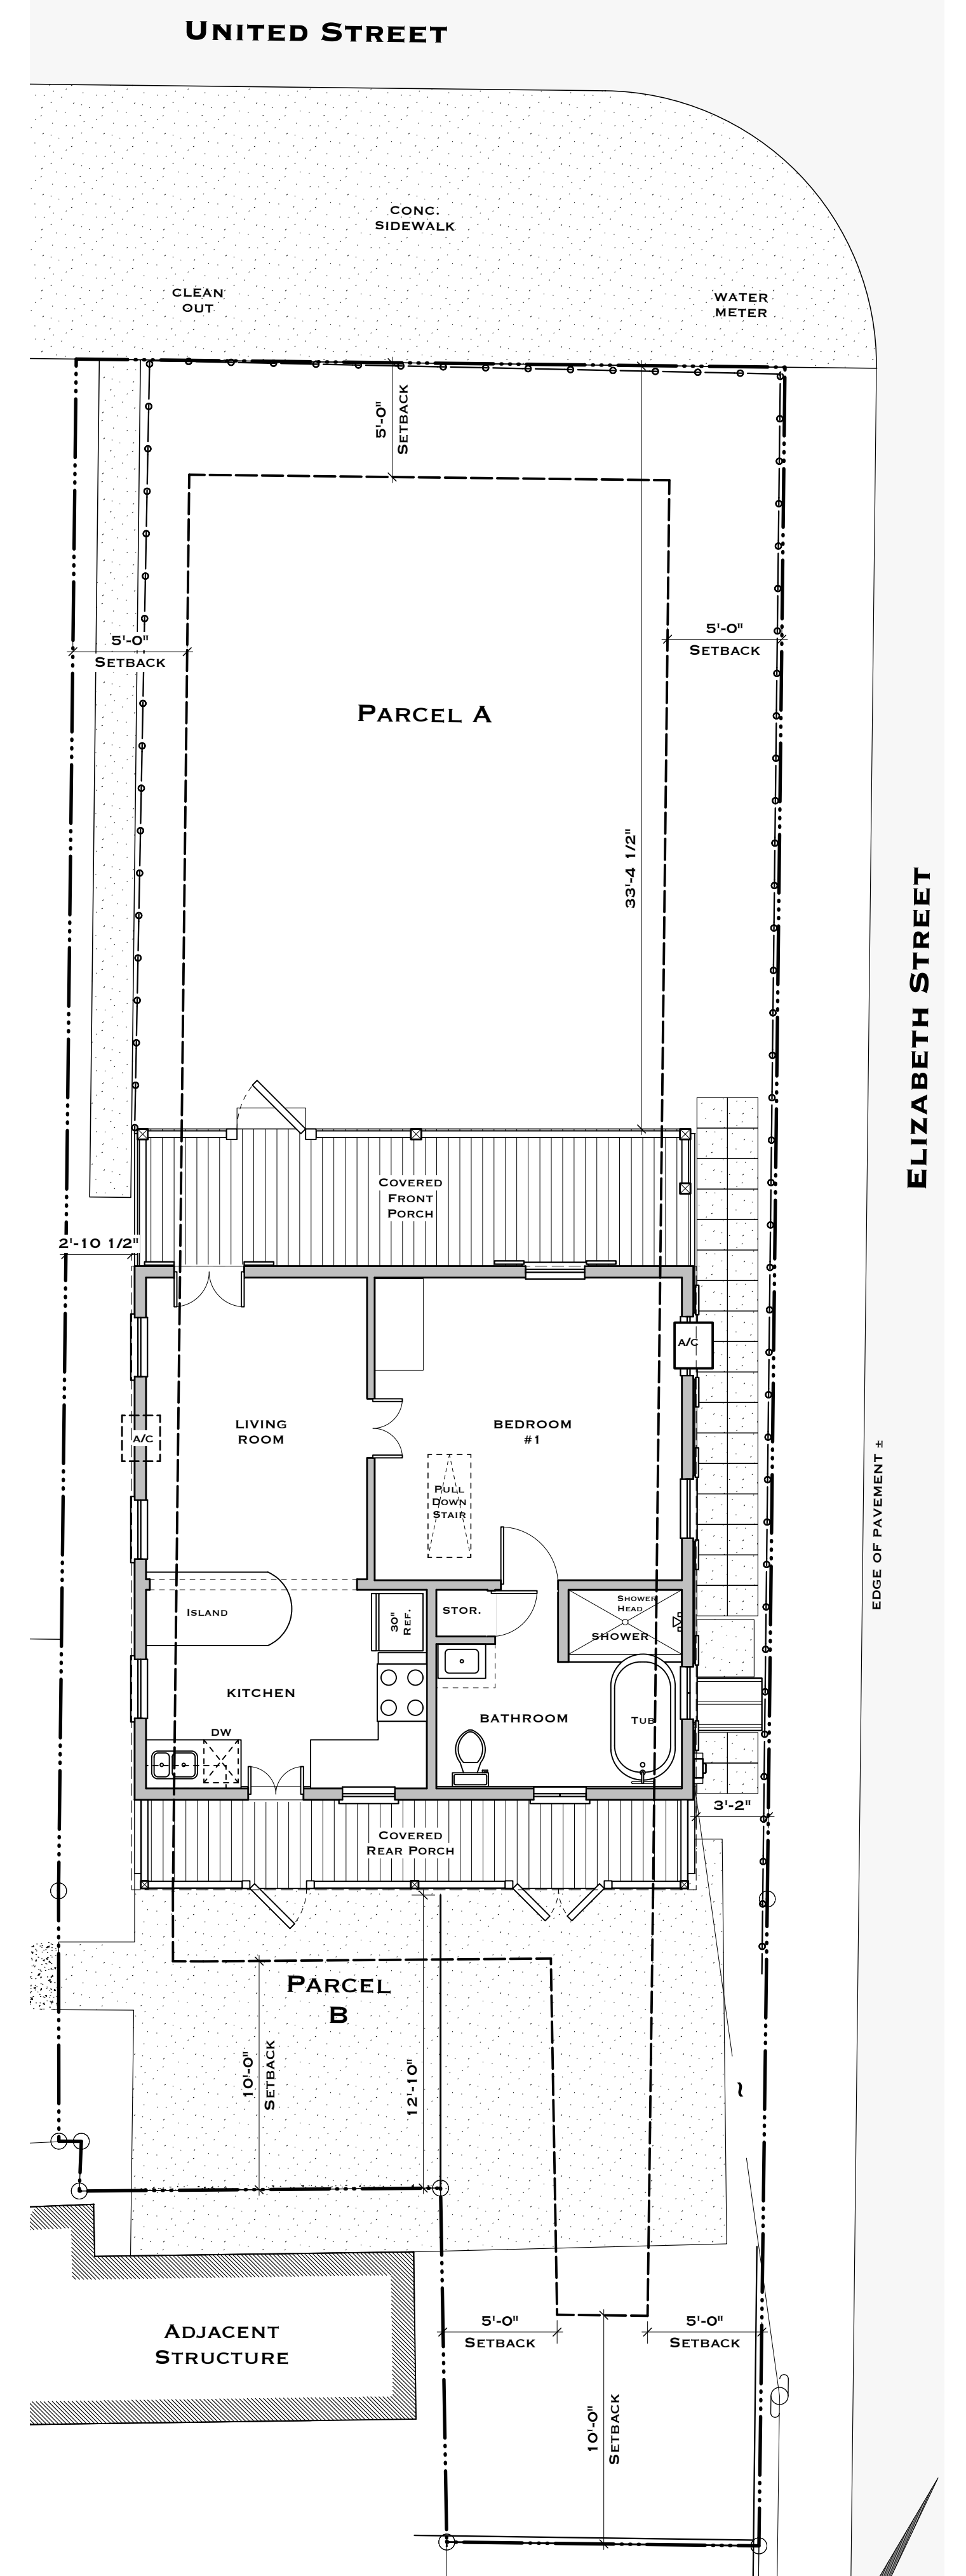 UNITED STREET
CONC.
SIDEWALK
CLEAN
OUT
WATER
METER
5'-0"
SETBACK
5'-0"
SETBACK
5'-0"
SETBACK
PARCEL A
33'-4 1/2"
ELIZABETH STREET
COVERED
FRONT
PORCH
2'-10 1/2"
A/C
LIVING
ROOM
BEDROOM
#1
A/C
EDGE OF PAVEMENT ±
PULL
DOWN
STAIR
ISLAND
30"
REF.
STOR.
SHOWER
HEAD
SHOWER
KITCHEN
BATHROOM
TUB
DW
3'-2"
COVERED
REAR PORCH
PARCEL
B
10'-0"
SETBACK
12'-10"
~
5'-0"
SETBACK
5'-0"
SETBACK
ADJACENT
STRUCTURE
10'-0"
SETBACK